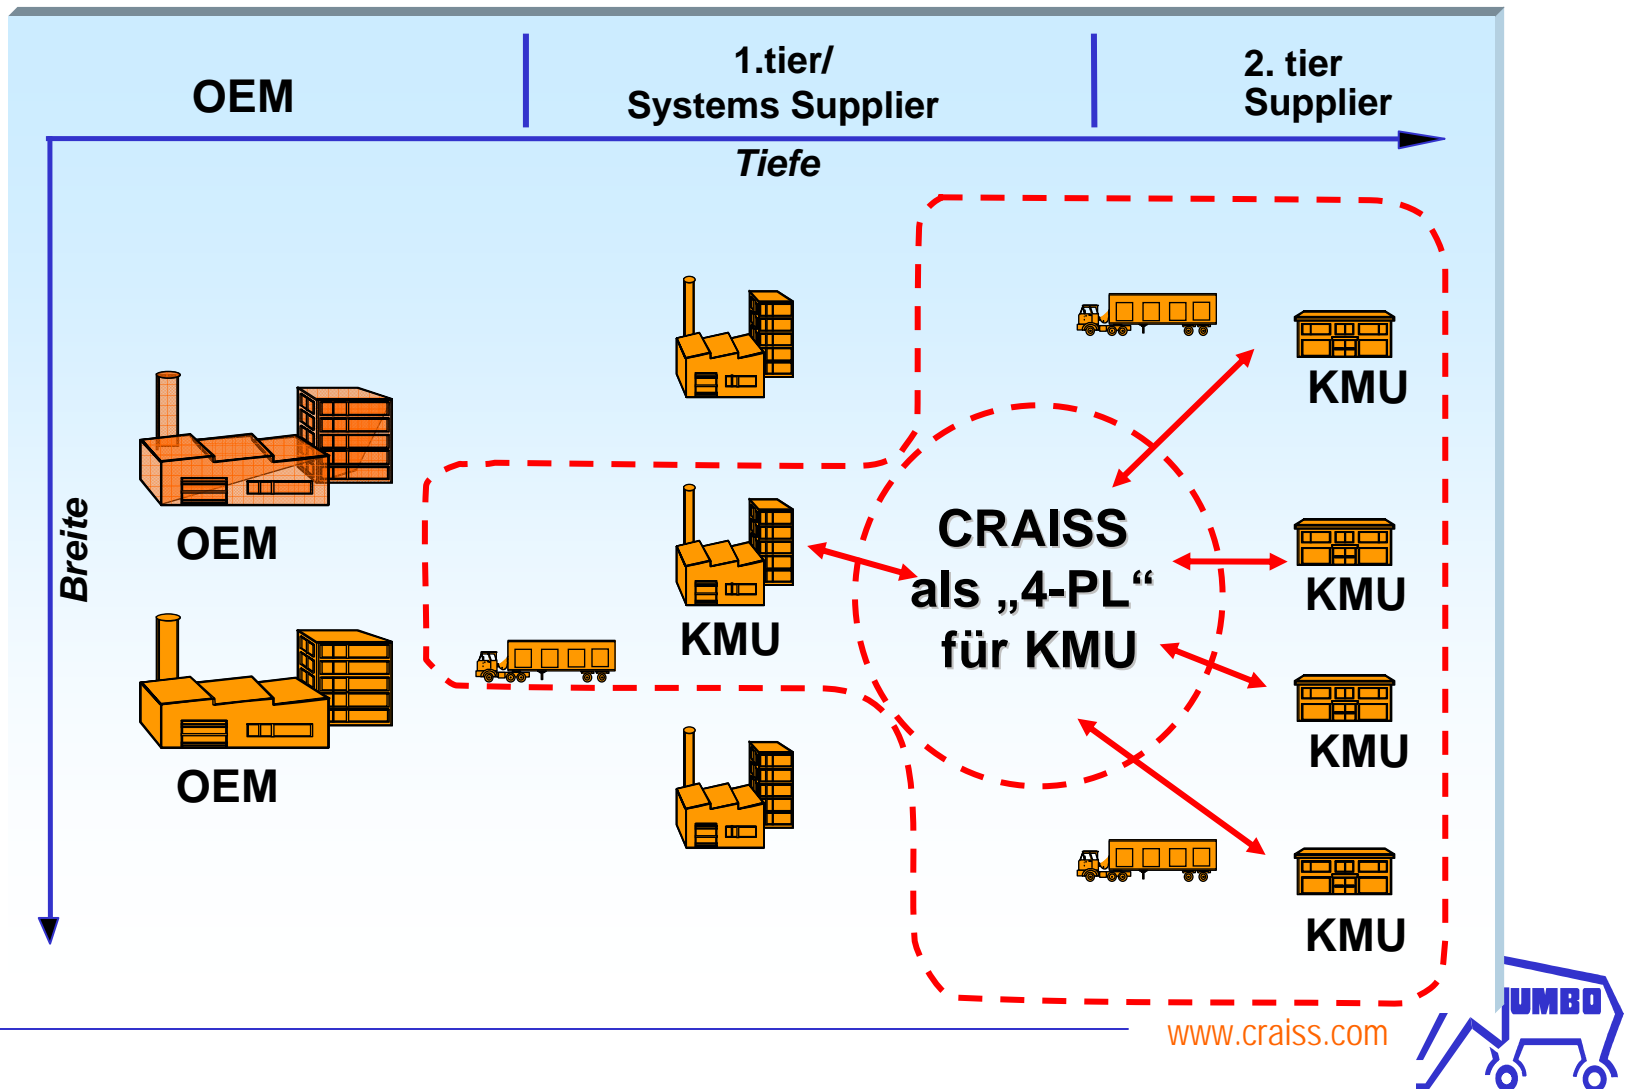 OEM
1.tier/
Systems Supplier
2. tier
Supplier
Tiefe
Breite
KMU
OEM
CRAISS
als „4-PL“
für KMU
KMU
KMU
KMU
OEM
KMU
www.craiss.com
JUMBO